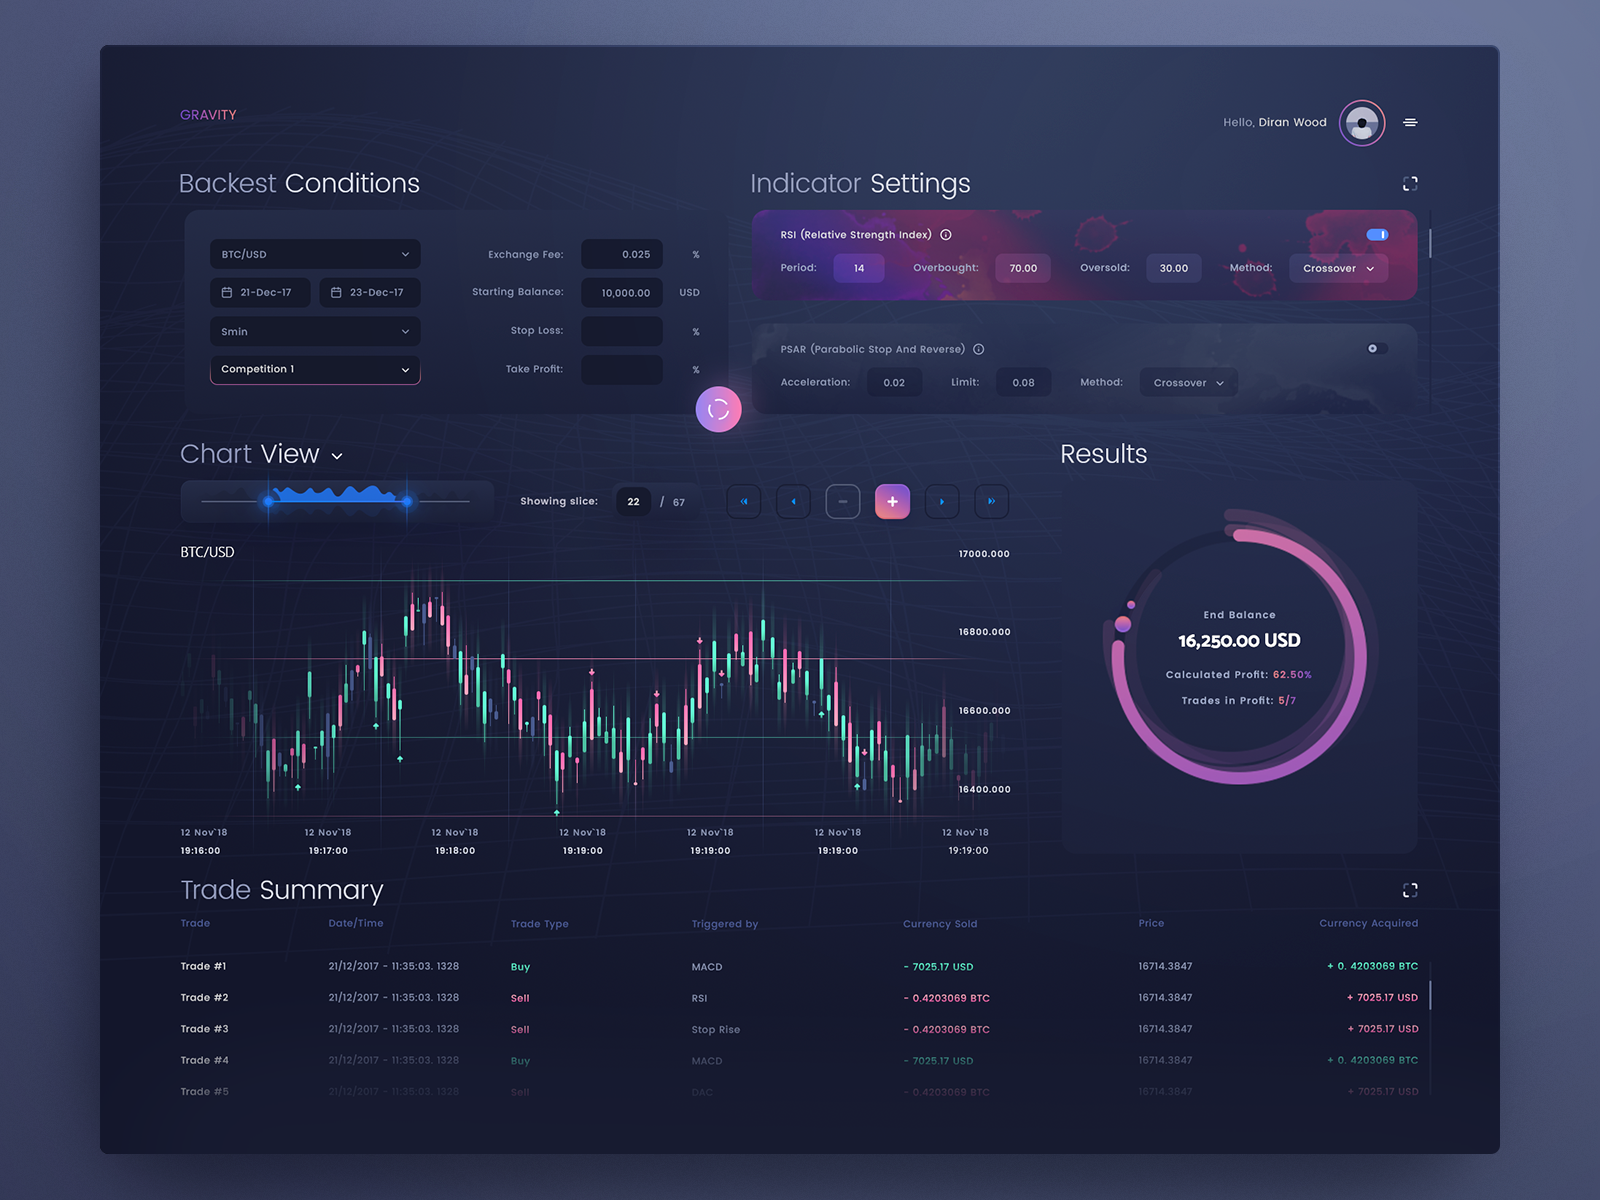 GRAVITY
Hello, Diran Wood
Backest Conditions
BTC/USD
21-Dec-17
23-Dec-17
5min
Competition 1
Exchange Fee: 0.025 %
Starting Balance: 10,000.00 USD
Stop Loss: %
Take Profit: %
Indicator Settings
RSI (Relative Strength Index)
Period: 14 Overbought: 70.00 Oversold: 30.00 Method: Crossover
PSAR (Parabolic Stop And Reverse)
Acceleration: 0.02 Limit: 0.08 Method: Crossover
Chart View
Showing slice: 22 / 67
BTC/USD
17000.000
16800.000
16600.000
16400.000
12 Nov`18 12 Nov`18 12 Nov`18 12 Nov`18 12 Nov`18 12 Nov`18 12 Nov`18
19:16:00 19:17:00 19:18:00 19:19:00 19:19:00 19:19:00 19:19:00
Results
End Balance
16,250.00 USD
Calculated Profit: 62.50%
Trades in Profit: 5/7
Trade Summary
Trade Date/Time Trade Type Triggered by Currency Sold Price Currency Acquired
Trade #1 21/12/2017 - 11:35:03. 1328 Buy MACD - 7025.17 USD 16714.3847 + 0. 4203069 BTC
Trade #2 21/12/2017 - 11:35:03. 1328 Sell RSI - 0.4203069 BTC 16714.3847 + 7025.17 USD
Trade #3 21/12/2017 - 11:35:03. 1328 Sell Stop Rise - 0.4203069 BTC 16714.3847 + 7025.17 USD
Trade #4 21/12/2017 - 11:35:03. 1328 Buy MACD - 7025.17 USD 16714.3847 + 0. 4203069 BTC
Trade #5 21/12/2017 - 11:35:03. 1328 Sell DAC - 0.4203069 BTC 16714.3847 + 7025.17 USD